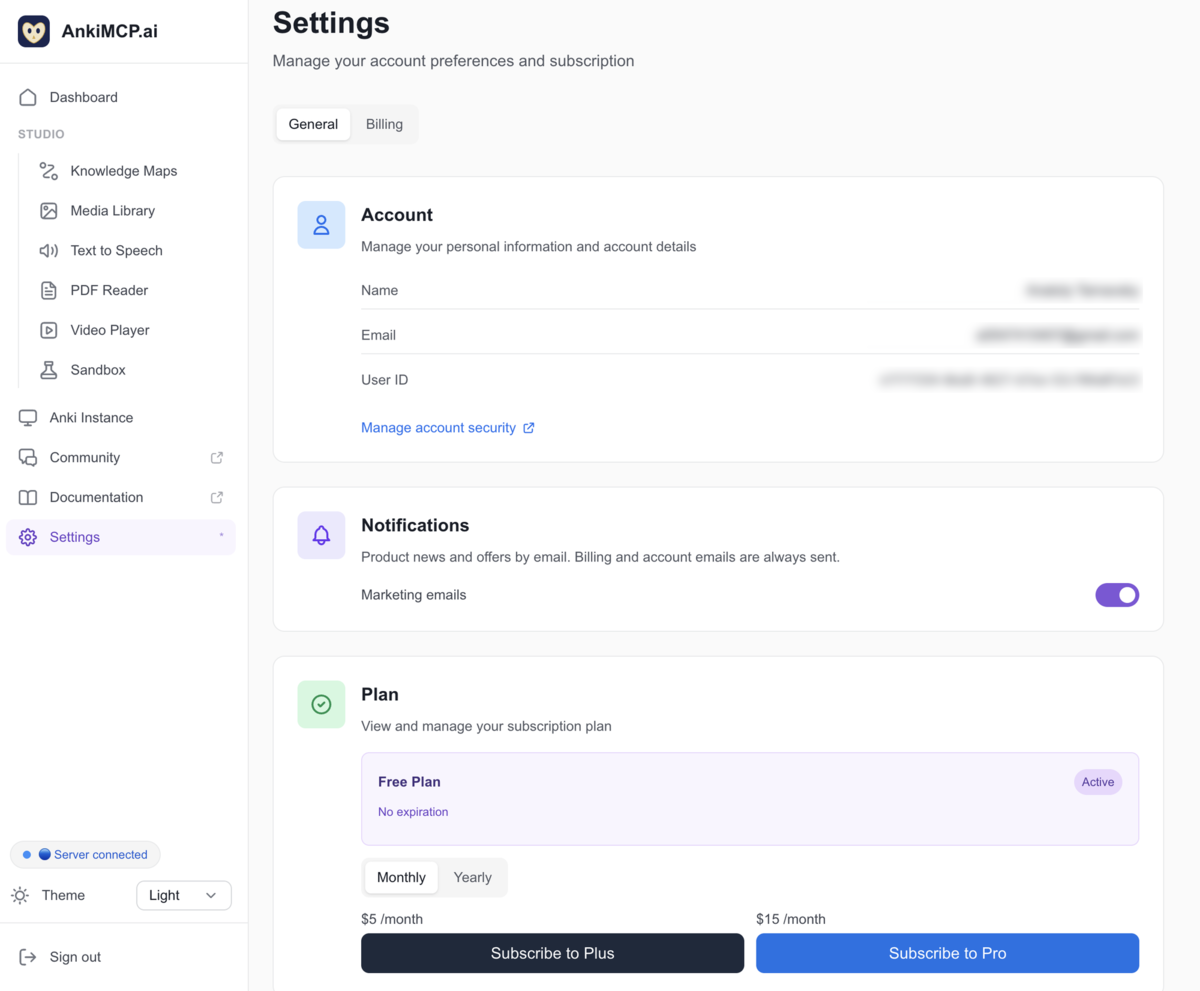 AnkiMCP.ai
Dashboard
STUDIO
Knowledge Maps
Media Library
Text to Speech
PDF Reader
Video Player
Sandbox
Anki Instance
Community
Documentation
Settings
Server connected
Theme
Light
Sign out
Settings
Manage your account preferences and subscription
General Billing
Account
Manage your personal information and account details
Name
Email
User ID
Manage account security
Notifications
Product news and offers by email. Billing and account emails are always sent.
Marketing emails
Plan
View and manage your subscription plan
Free Plan Active
No expiration
Monthly Yearly
$5 /month $15 /month
Subscribe to Plus Subscribe to Pro